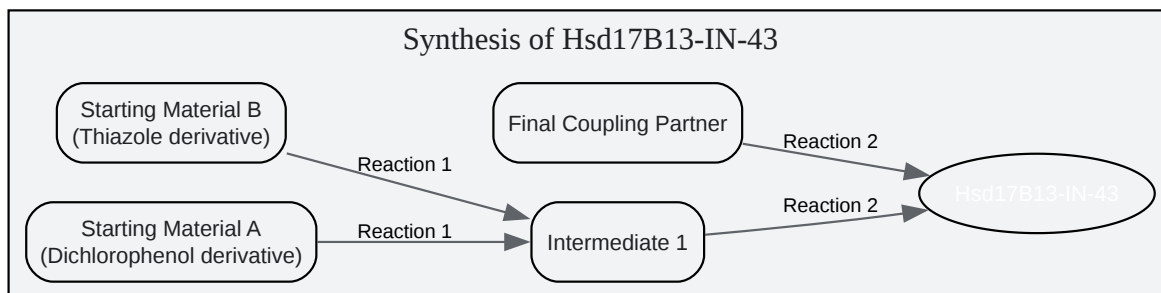 Synthesis of Hsd17B13-IN-43
Starting Material B
(Thiazole derivative)
Final Coupling Partner
Reaction 1
Reaction 2
Hsd17B13-IN-43
Starting Material A
(Dichlorophenol derivative)
Reaction 1
Intermediate 1
Reaction 2